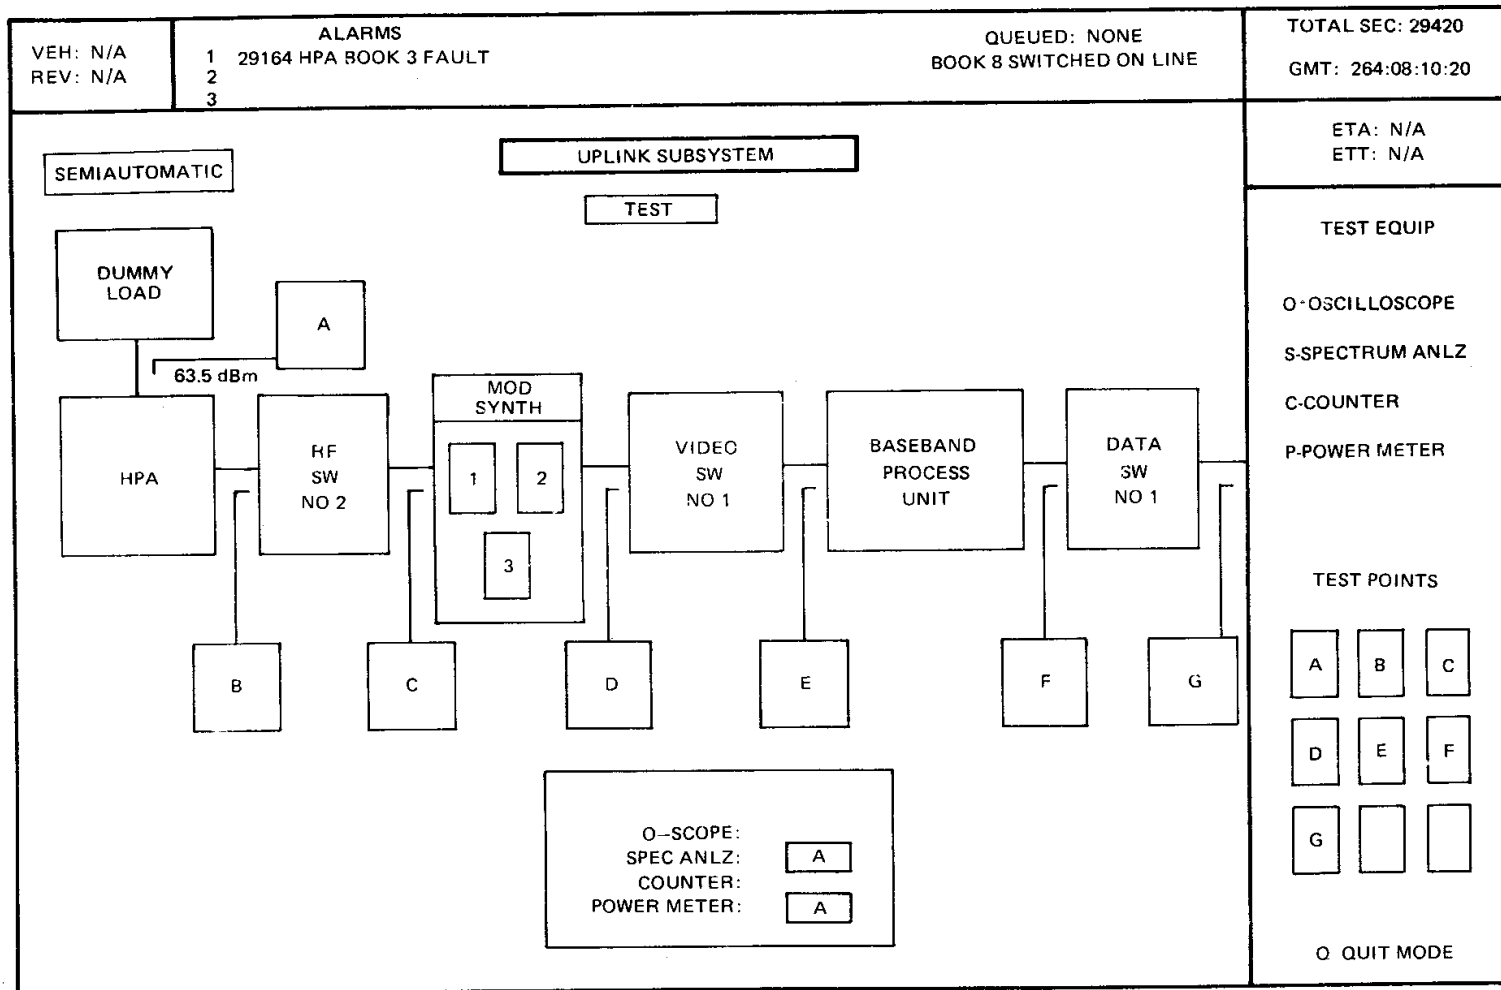 VEH: N/A
REV: N/A
ALARMS
1 29164 HPA BOOK 3 FAULT
2
3
QUEUED: NONE
BOOK 8 SWITCHED ON LINE
TOTAL SEC: 29420
GMT: 264:08:10:20
ETA: N/A
ETT: N/A
SEMIAUTOMATIC
UPLINK SUBSYSTEM
TEST
DUMMY
LOAD
A
63.5 dBm
HPA
RF
SW
NO 2
MOD
SYNTH
1 2
3
VIDEO
SW
NO 1
BASEBAND
PROCESS
UNIT
DATA
SW
NO 1
B C D E F G
O-SCOPE:
SPEC ANLZ: A
COUNTER:
POWER METER: A
TEST EQUIP
O-OSCILLOSCOPE
S-SPECTRUM ANLZ
C-COUNTER
P-POWER METER
TEST POINTS
A B C
D E F
G
Q QUIT MODE